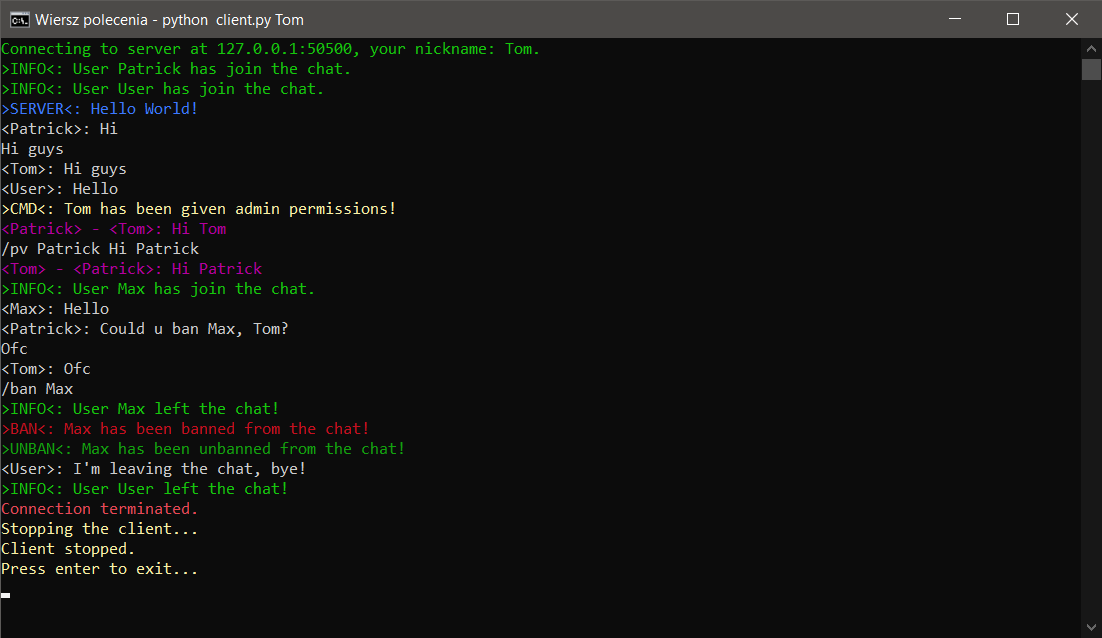 Wiersz polecenia - python  client.py Tom
Connecting to server at 127.0.0.1:50500, your nickname: Tom.
>INFO<: User Patrick has join the chat.
>INFO<: User User has join the chat.
>SERVER<: Hello World!
<Patrick>: Hi
Hi guys
<Tom>: Hi guys
<User>: Hello
>CMD<: Tom has been given admin permissions!
<Patrick> - <Tom>: Hi Tom
/pv Patrick Hi Patrick
<Tom> - <Patrick>: Hi Patrick
>INFO<: User Max has join the chat.
<Max>: Hello
<Patrick>: Could u ban Max, Tom?
Ofc
<Tom>: Ofc
/ban Max
>INFO<: User Max left the chat!
>BAN<: Max has been banned from the chat!
>UNBAN<: Max has been unbanned from the chat!
<User>: I'm leaving the chat, bye!
>INFO<: User User left the chat!
Connection terminated.
Stopping the client...
Client stopped.
Press enter to exit...